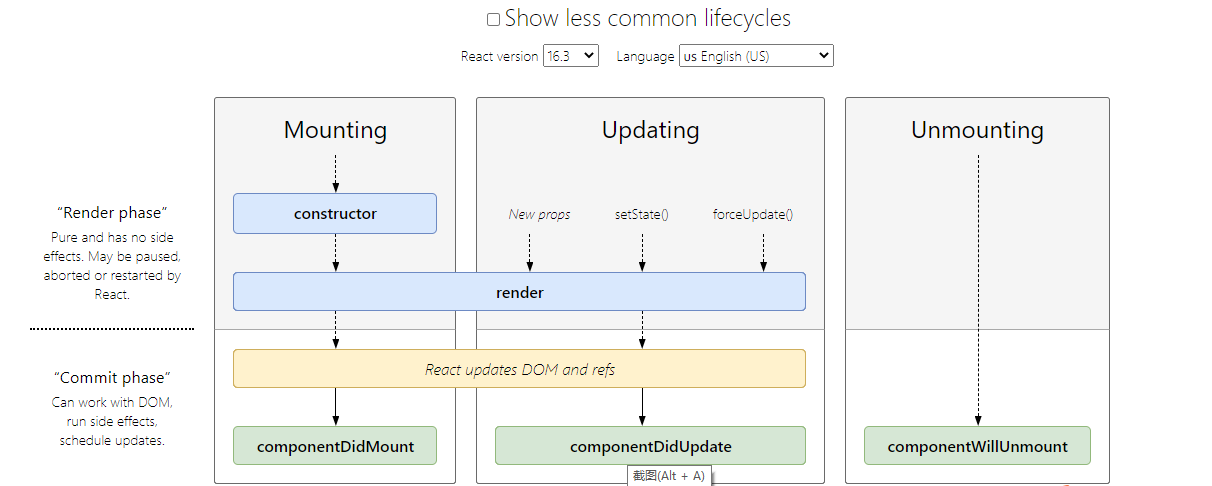 Show less common lifecycles
React version 16.3 Language us English (US)
Mounting
Updating
Unmounting
“Render phase”
Pure and has no side
effects. May be paused,
aborted or restarted by
React.
constructor
New props
setState()
forceUpdate()
render
“Commit phase”
Can work with DOM,
run side effects,
schedule updates.
React updates DOM and refs
componentDidMount
componentDidUpdate
componentWillUnmount
截图(Alt + A)